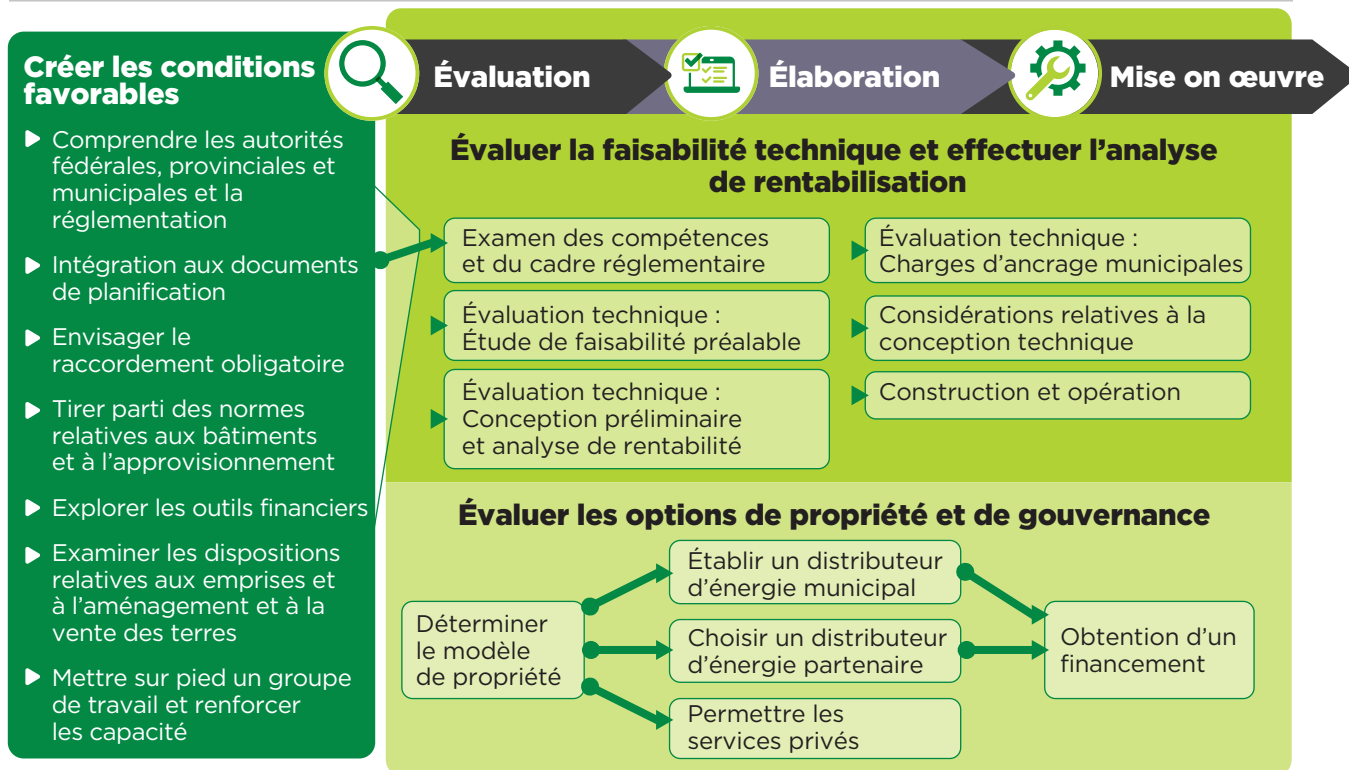 Créer les conditions
favorables
Comprendre les autorités
fédérales, provinciales et
municipales et la
réglementation
Intégration aux documents
de planification
Envisager le
raccordement obligatoire
Tirer parti des normes
relatives aux bâtiments
et à l'approvisionnement
Explorer les outils financiers
Examiner les dispositions
relatives aux emprises et
à l'aménagement et à la
vente des terres
Mettre sur pied un groupe
de travail et renforcer
les capacité
Évaluation
Élaboration
Mise on œuvre
Évaluer la faisabilité technique et effectuer l'analyse
de rentabilisation
Examen des compétences
et du cadre réglementaire
Évaluation technique :
Étude de faisabilité préalable
Évaluation technique :
Conception préliminaire
et analyse de rentabilité
Évaluation technique :
Charges d'ancrage municipales
Considérations relatives à la
conception technique
Construction et opération
Évaluer les options de propriété et de gouvernance
Déterminer
le modèle
de propriété
Établir un distributeur
d'énergie municipal
Choisir un distributeur
d'énergie partenaire
Permettre les
services privés
Obtention d'un
financement